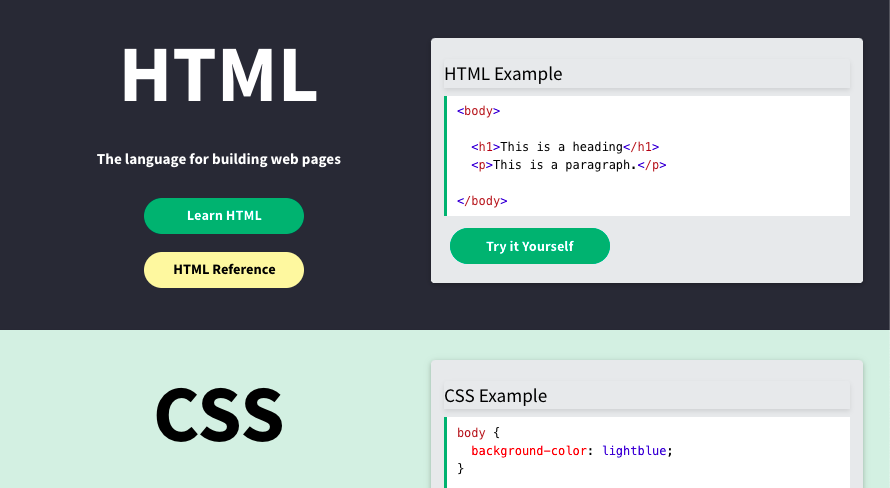 HTML
The language for building web pages
Learn HTML
HTML Reference
HTML Example
<body>
<h1>This is a heading</h1>
<p>This is a paragraph.</p>
</body>
Try it Yourself
CSS
CSS Example
body {
background-color: lightblue;
}